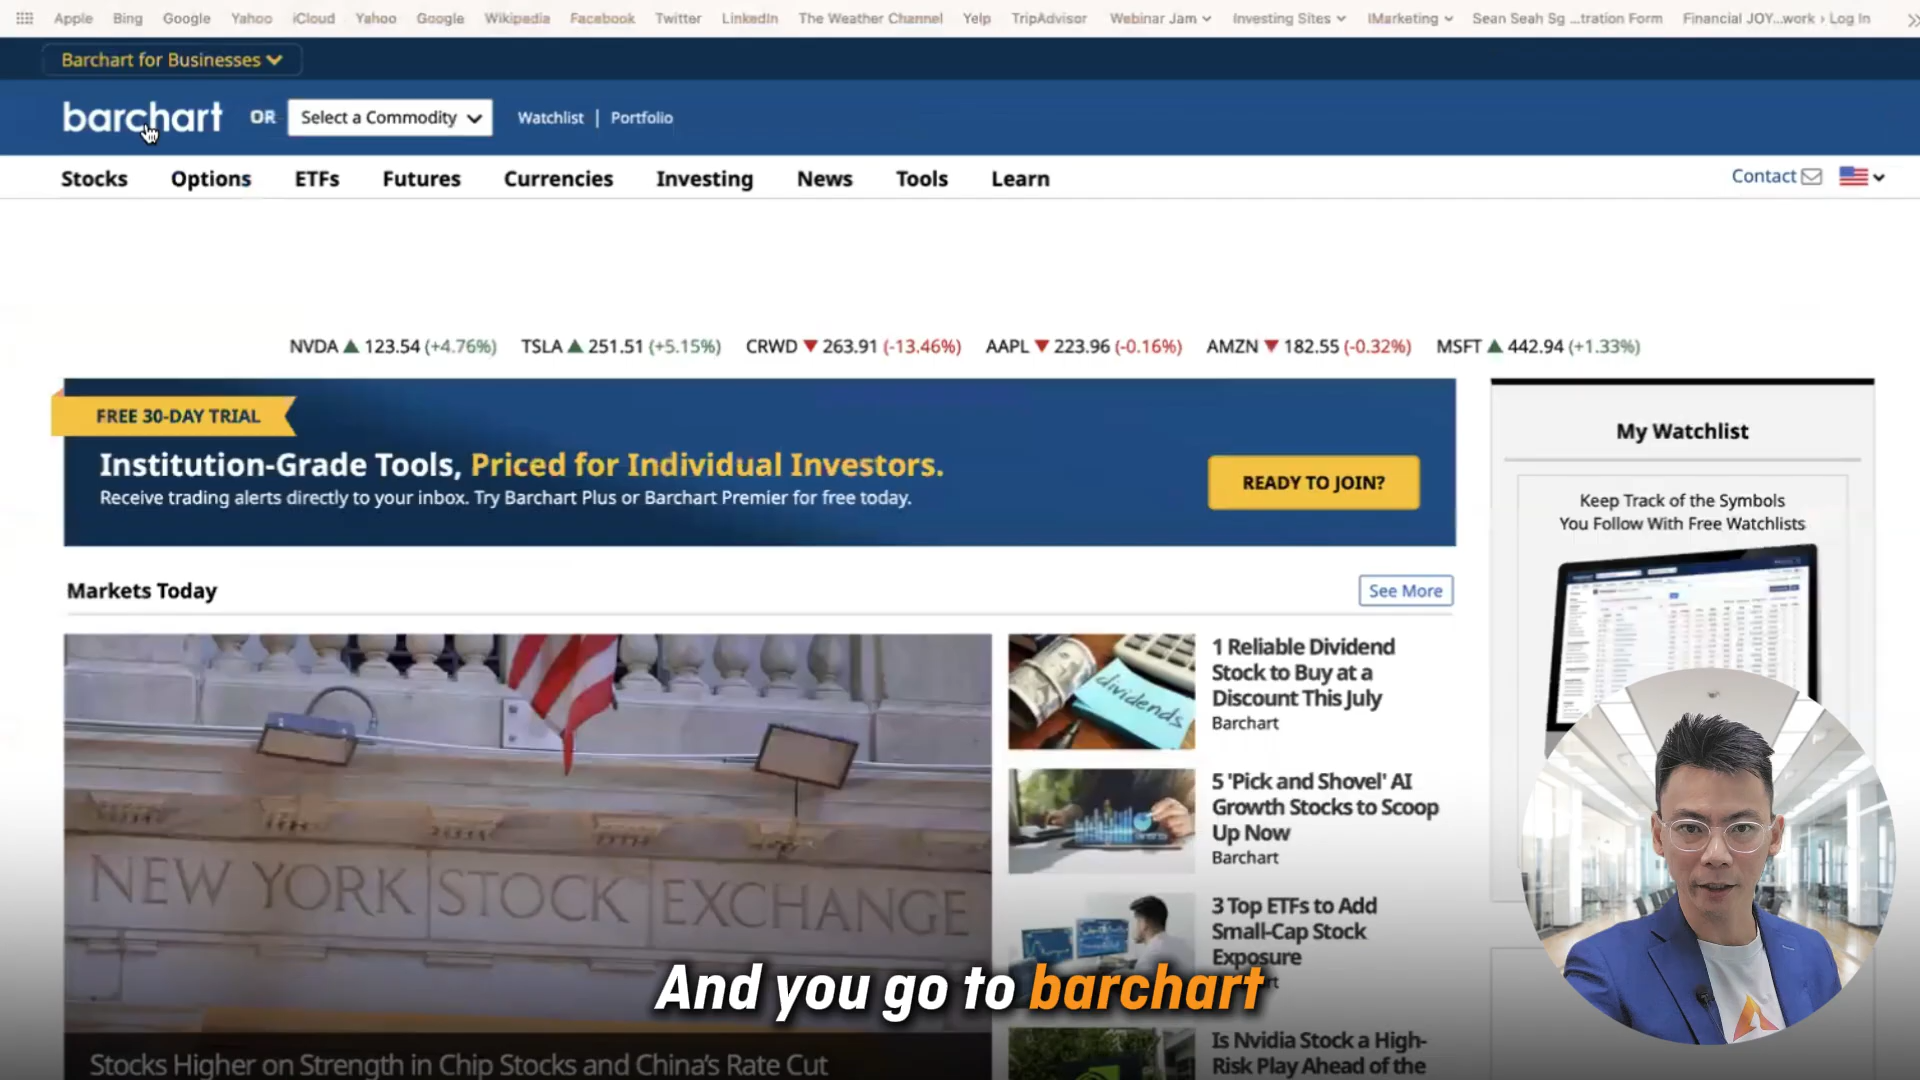 Apple Bing Google Yahoo iCloud Yahoo Google Wikipedia Facebook Twitter LinkedIn The Weather Channel Yelp TripAdvisor Webinar Jam Investing Sites IMarketing Sean Seah Sg ...tration Form Financial JOY...work › Log In
Barchart for Businesses
barchart OR Select a Commodity Watchlist | Portfolio
Stocks Options ETFs Futures Currencies Investing News Tools Learn Contact
NVDA ▲ 123.54 (+4.76%) TSLA ▲ 251.51 (+5.15%) CRWD ▼ 263.91 (-13.46%) AAPL ▼ 223.96 (-0.16%) AMZN ▼ 182.55 (-0.32%) MSFT ▲ 442.94 (+1.33%)
FREE 30-DAY TRIAL
Institution-Grade Tools, Priced for Individual Investors.
Receive trading alerts directly to your inbox. Try Barchart Plus or Barchart Premier for free today.
READY TO JOIN?
My Watchlist
Keep Track of the Symbols
You Follow With Free Watchlists
Markets Today
See More
NEW YORK STOCK EXCHANGE
Stocks Higher on Strength in Chip Stocks and China's Rate Cut
dividends
1 Reliable Dividend
Stock to Buy at a
Discount This July
Barchart
5 'Pick and Shovel' AI
Growth Stocks to Scoop
Up Now
Barchart
3 Top ETFs to Add
Small-Cap Stock
Exposure
Is Nvidia Stock a High-
Risk Play Ahead of the
And you go to barchart